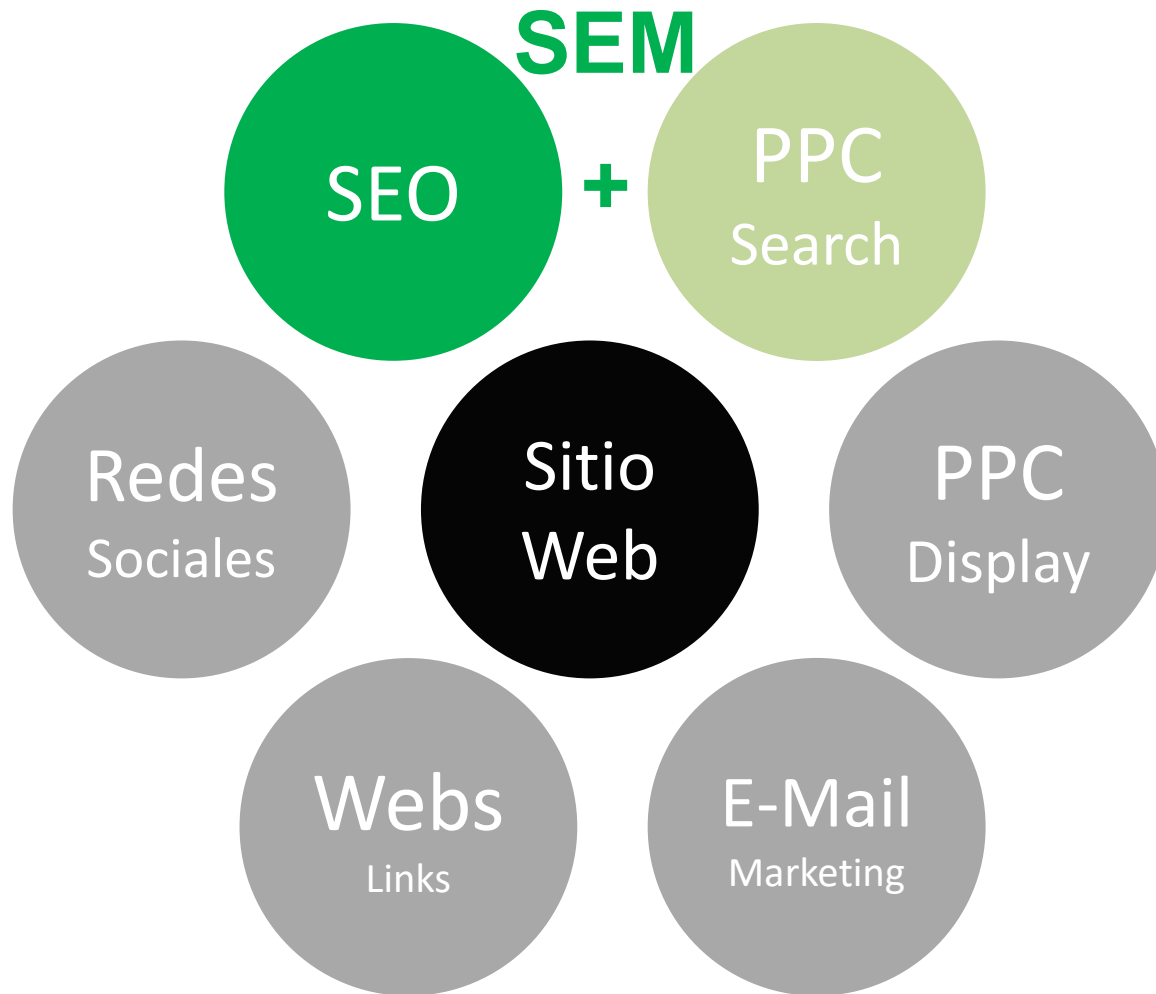 SEM
SEO
+
PPC
Search
Redes
Sociales
Sitio
Web
PPC
Display
Webs
Links
E-Mail
Marketing